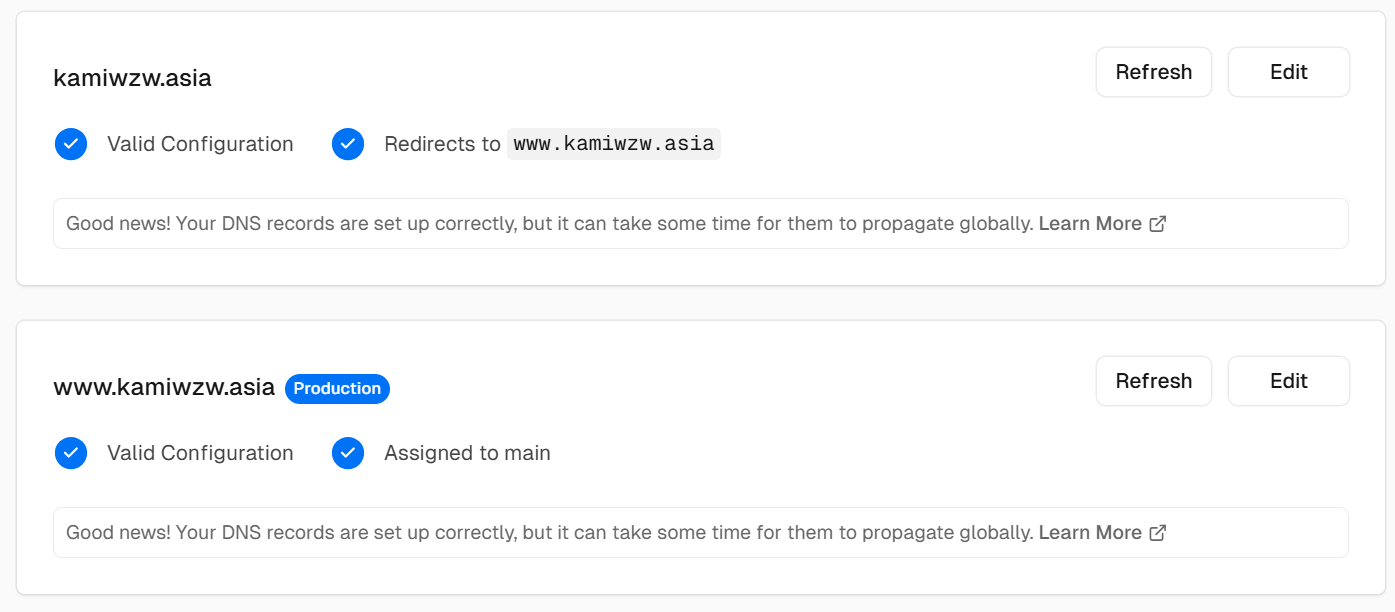 kamiwzw.asia
Refresh
Edit
Valid Configuration
Redirects to www.kamiwzw.asia
Good news! Your DNS records are set up correctly, but it can take some time for them to propagate globally. Learn More
www.kamiwzw.asia Production
Refresh
Edit
Valid Configuration
Assigned to main
Good news! Your DNS records are set up correctly, but it can take some time for them to propagate globally. Learn More